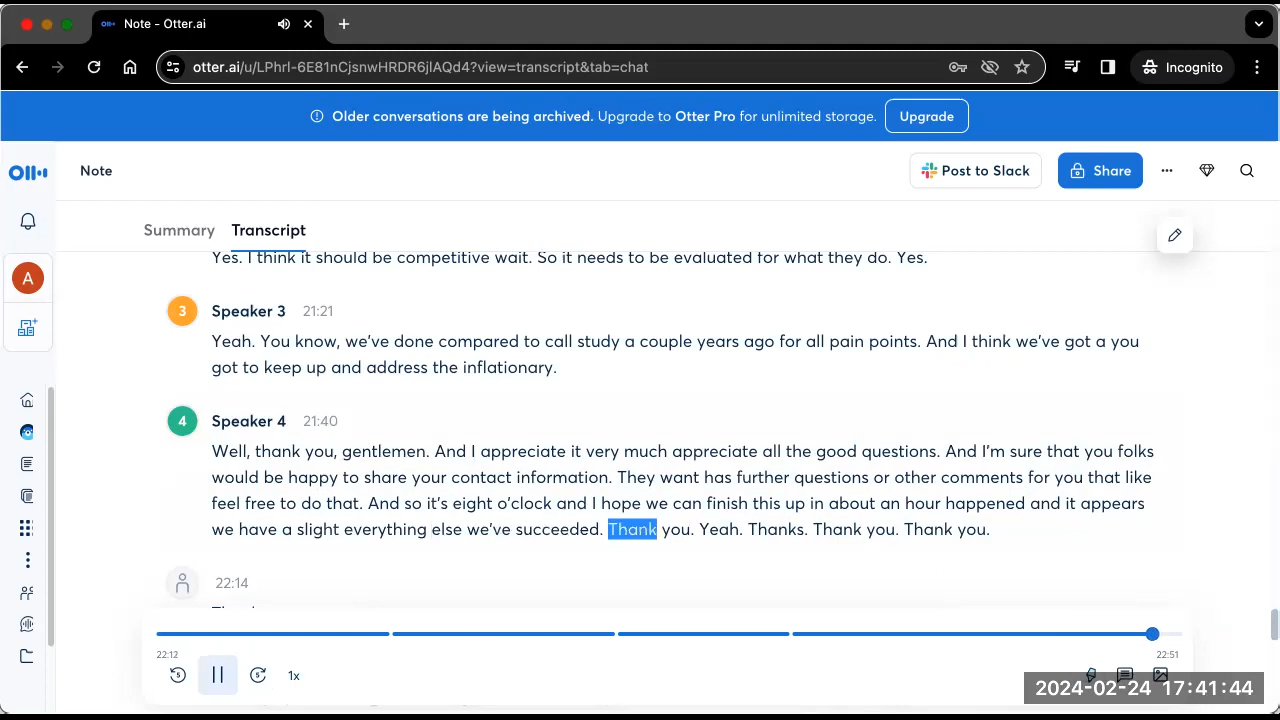 Note - Otter.ai
otter.ai/u/LPhrI-6E81nCjsnwHRDR6jlAQd4?view=transcript&tab=chat
Incognito
Older conversations are being archived. Upgrade to Otter Pro for unlimited storage.
Upgrade
Note
Post to Slack
Share
Summary
Transcript
A
Yes. I think it should be competitive wait. So it needs to be evaluated for what they do. Yes.
3 Speaker 3 21:21
Yeah. You know, we've done compared to call study a couple years ago for all pain points. And I think we've got a you
got to keep up and address the inflationary.
4 Speaker 4 21:40
Well, thank you, gentlemen. And I appreciate it very much appreciate all the good questions. And I'm sure that you folks
would be happy to share your contact information. They want has further questions or other comments for you that like
feel free to do that. And so it's eight o'clock and I hope we can finish this up in about an hour happened and it appears
we have a slight everything else we've succeeded. Thank you. Yeah. Thanks. Thank you. Thank you.
22:14
22:12
22:51
5
5
1x
2024-02-24 17:41:44